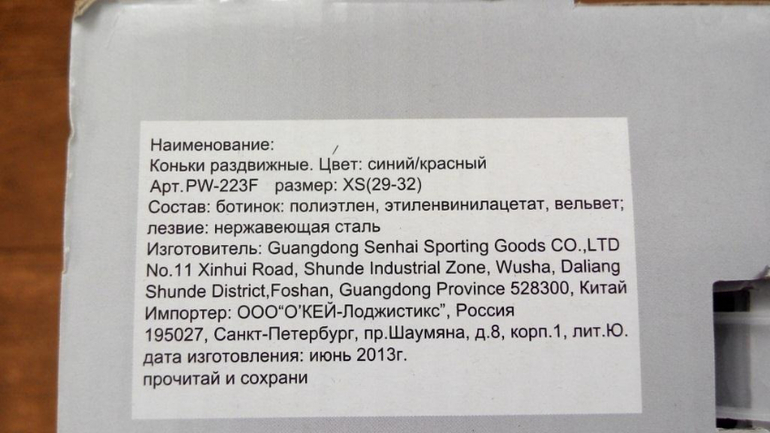 Наименование:
Коньки раздвижные. Цвет: синий/красный
Арт.PW-223F размер: XS(29-32)
Состав: ботинок: полиэтлен, этиленвинилацетат, вельвет;
лезвие: нержавеющая сталь
Изготовитель: Guangdong Senhai Sporting Goods CO.,LTD
No.11 Xinhui Road, Shunde Industrial Zone, Wusha, Daliang
Shunde District,Foshan, Guangdong Province 528300, Китай
Импортер: ООО“О'КЕЙ-Лоджистикс”, Россия
195027, Санкт-Петербург, пр.Шаумяна, д.8, корп.1, лит.Ю.
дата изготовления: июнь 2013г.
прочитай и сохрани